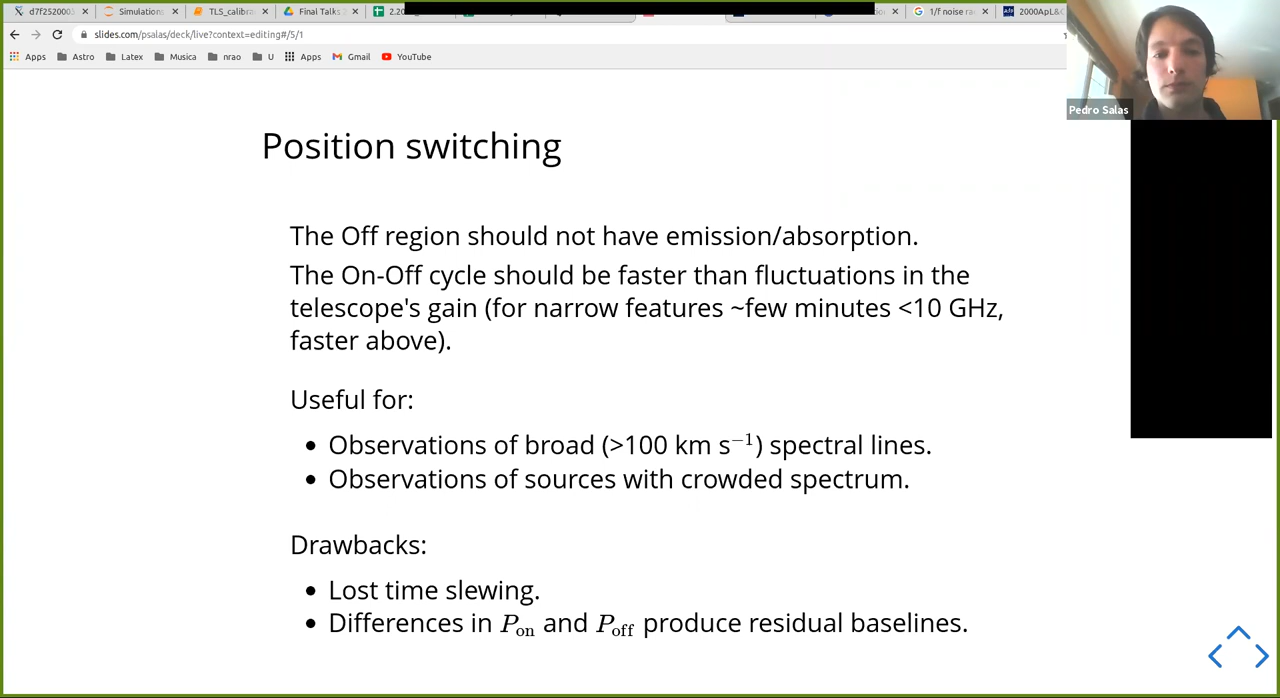 d7f252000
Simulation
TLS_calibra
Final Talks
2.20
1/f noise ra
2000ApL&C
slides.com/psalas/deck/live?context=editing#/5/1
Apps
Astro
Latex
Musica
nrao
U
Apps
Gmail
YouTube
Pedro Salas
Position switching
The Off region should not have emission/absorption.
The On-Off cycle should be faster than fluctuations in the
telescope's gain (for narrow features ~few minutes <10 GHz,
faster above).
Useful for:
• Observations of broad (>100 km s⁻¹) spectral lines.
• Observations of sources with crowded spectrum.
Drawbacks:
• Lost time slewing.
• Differences in Pon and Poff produce residual baselines.